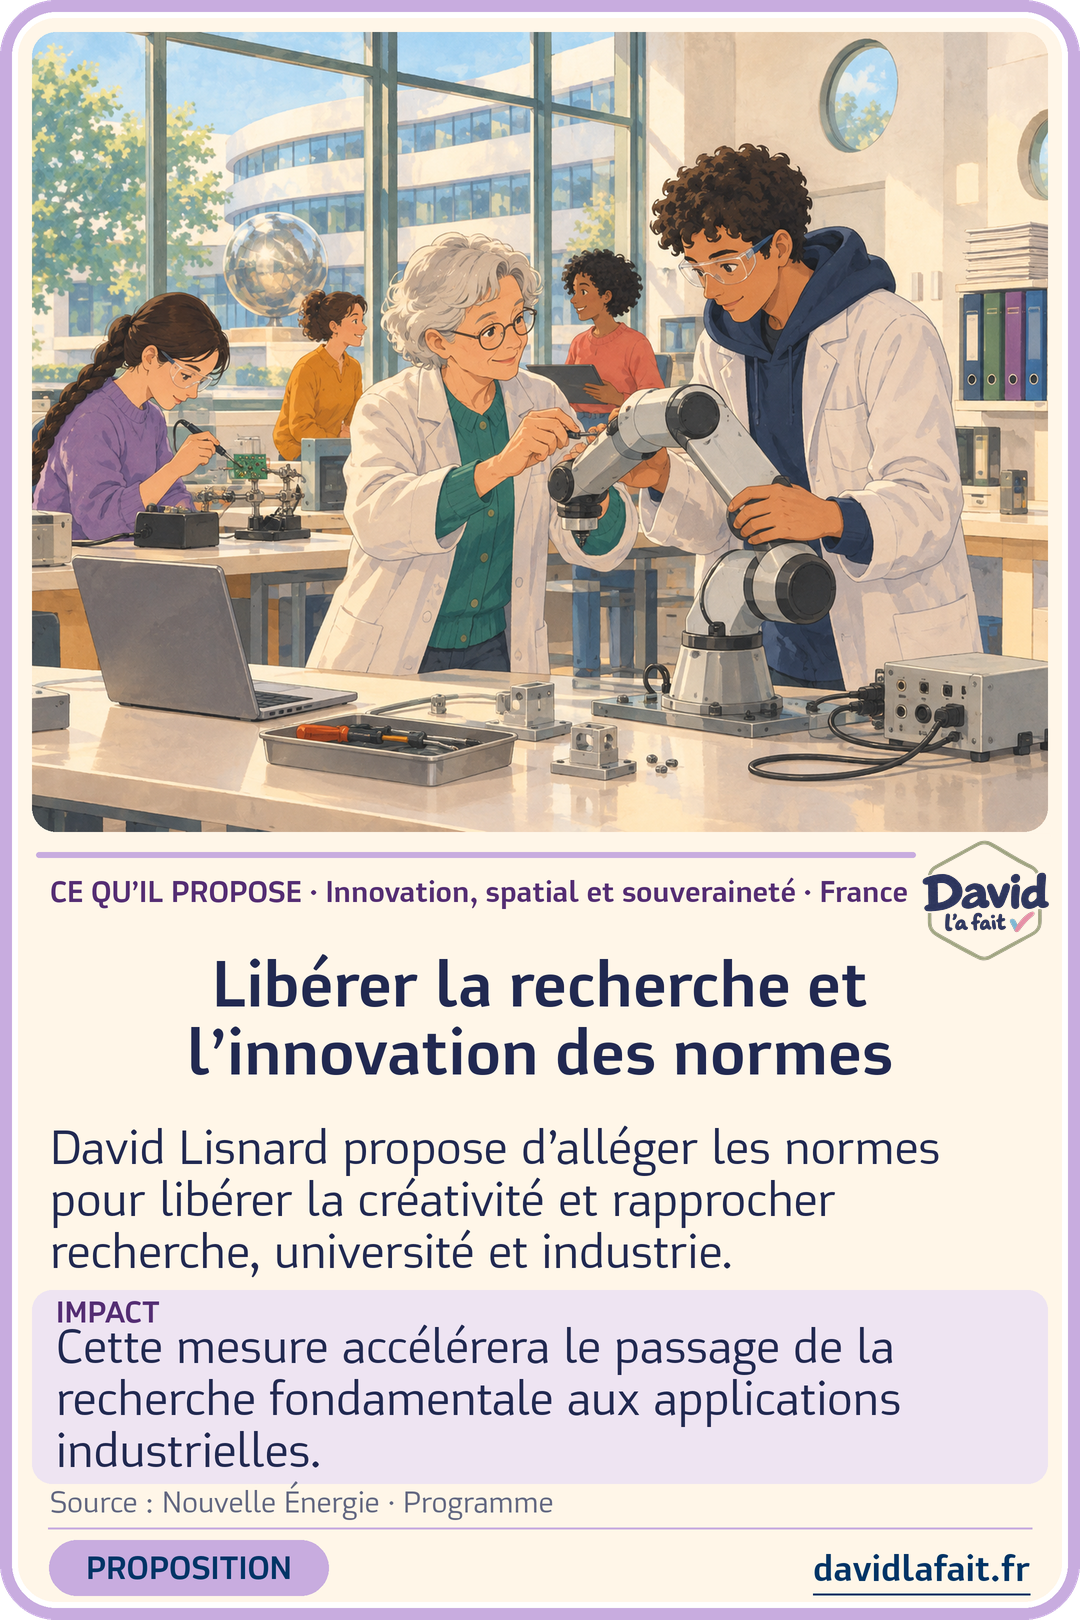 CE QU’IL PROPOSE · Innovation, spatial et souveraineté · France
David
l’a fait
Libérer la recherche et
l’innovation des normes
David Lisnard propose d’alléger les normes
pour libérer la créativité et rapprocher
recherche, université et industrie.
IMPACT
Cette mesure accélérera le passage de la
recherche fondamentale aux applications
industrielles.
Source : Nouvelle Énergie · Programme
PROPOSITION
davidlafait.fr